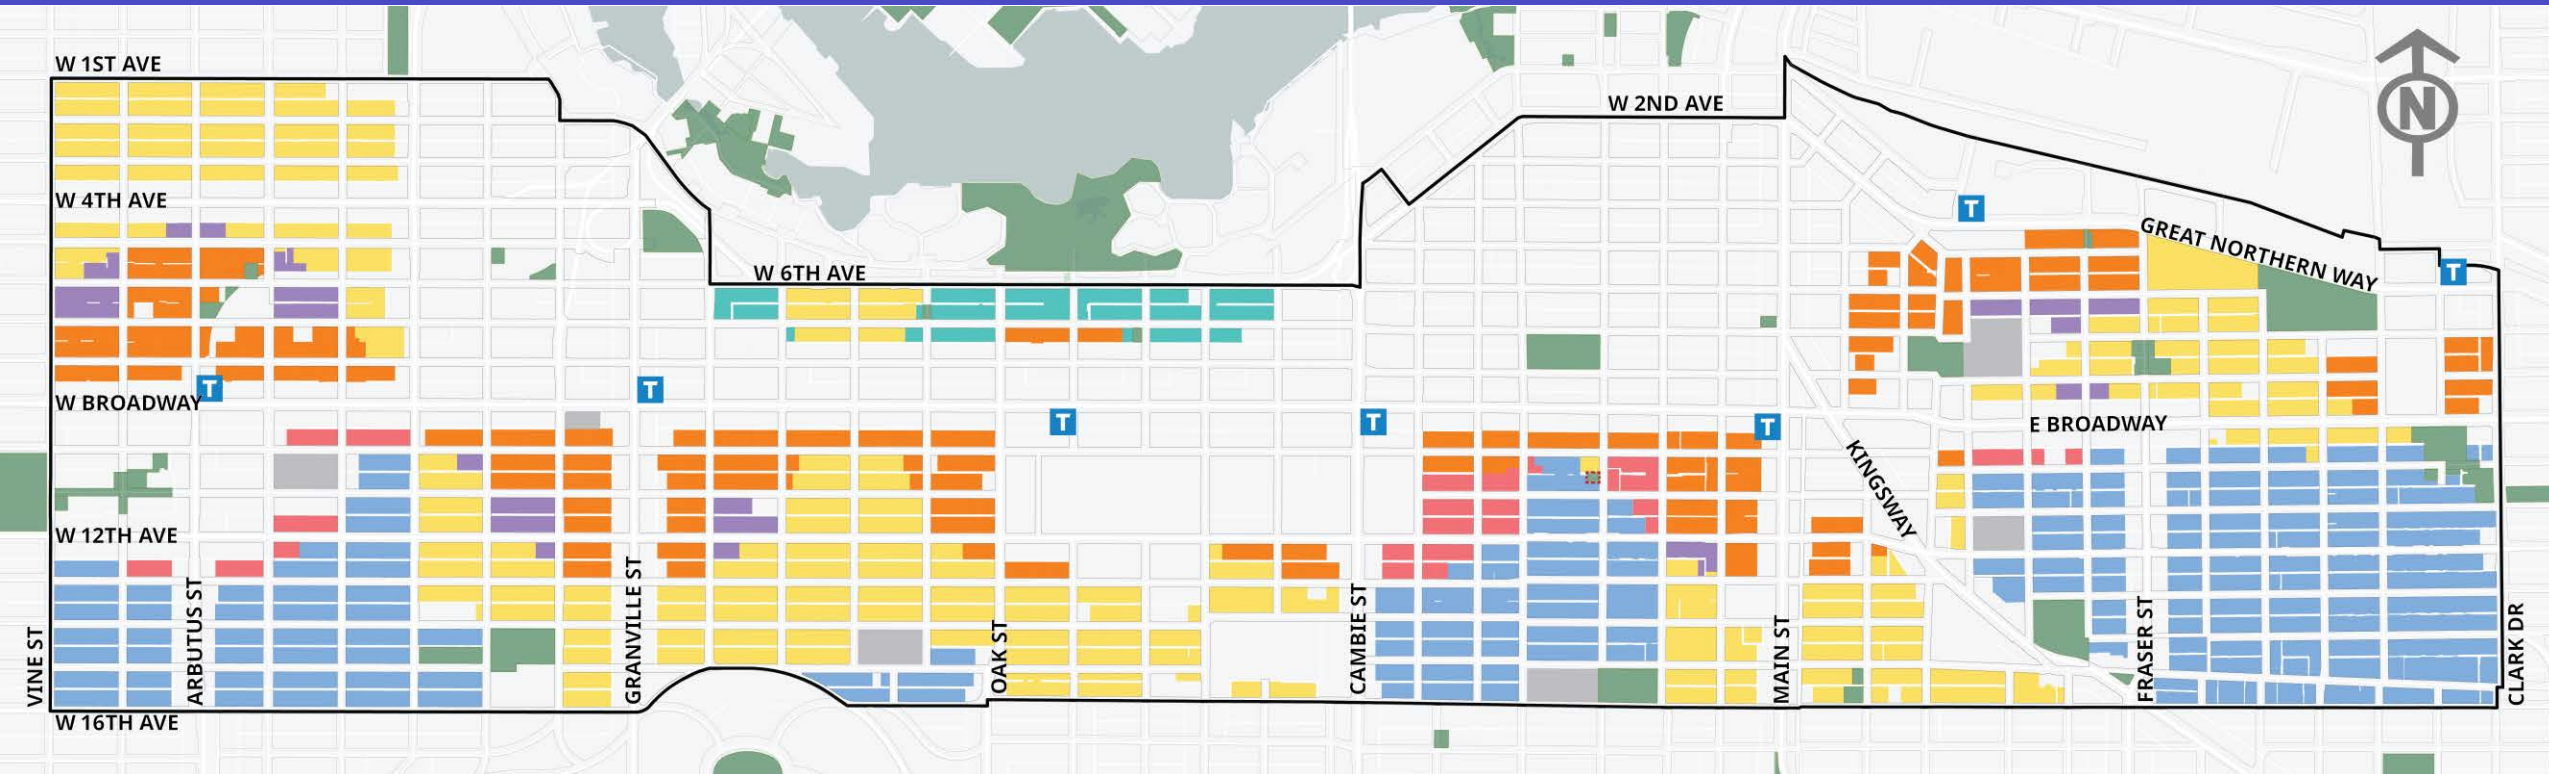 W 1ST AVE
W 2ND AVE
N
W 4TH AVE
T
GREAT NORTHERN WAY
W 6TH AVE
T
T
T
W BROADWAY
T
T
T
E BROADWAY
KINGSWAY
W 12TH AVE
VINE ST
ARBUTUS ST
GRANVILLE ST
OAK ST
CAMBIE ST
MAIN ST
FRASER ST
CLARK DR
W 16TH AVE